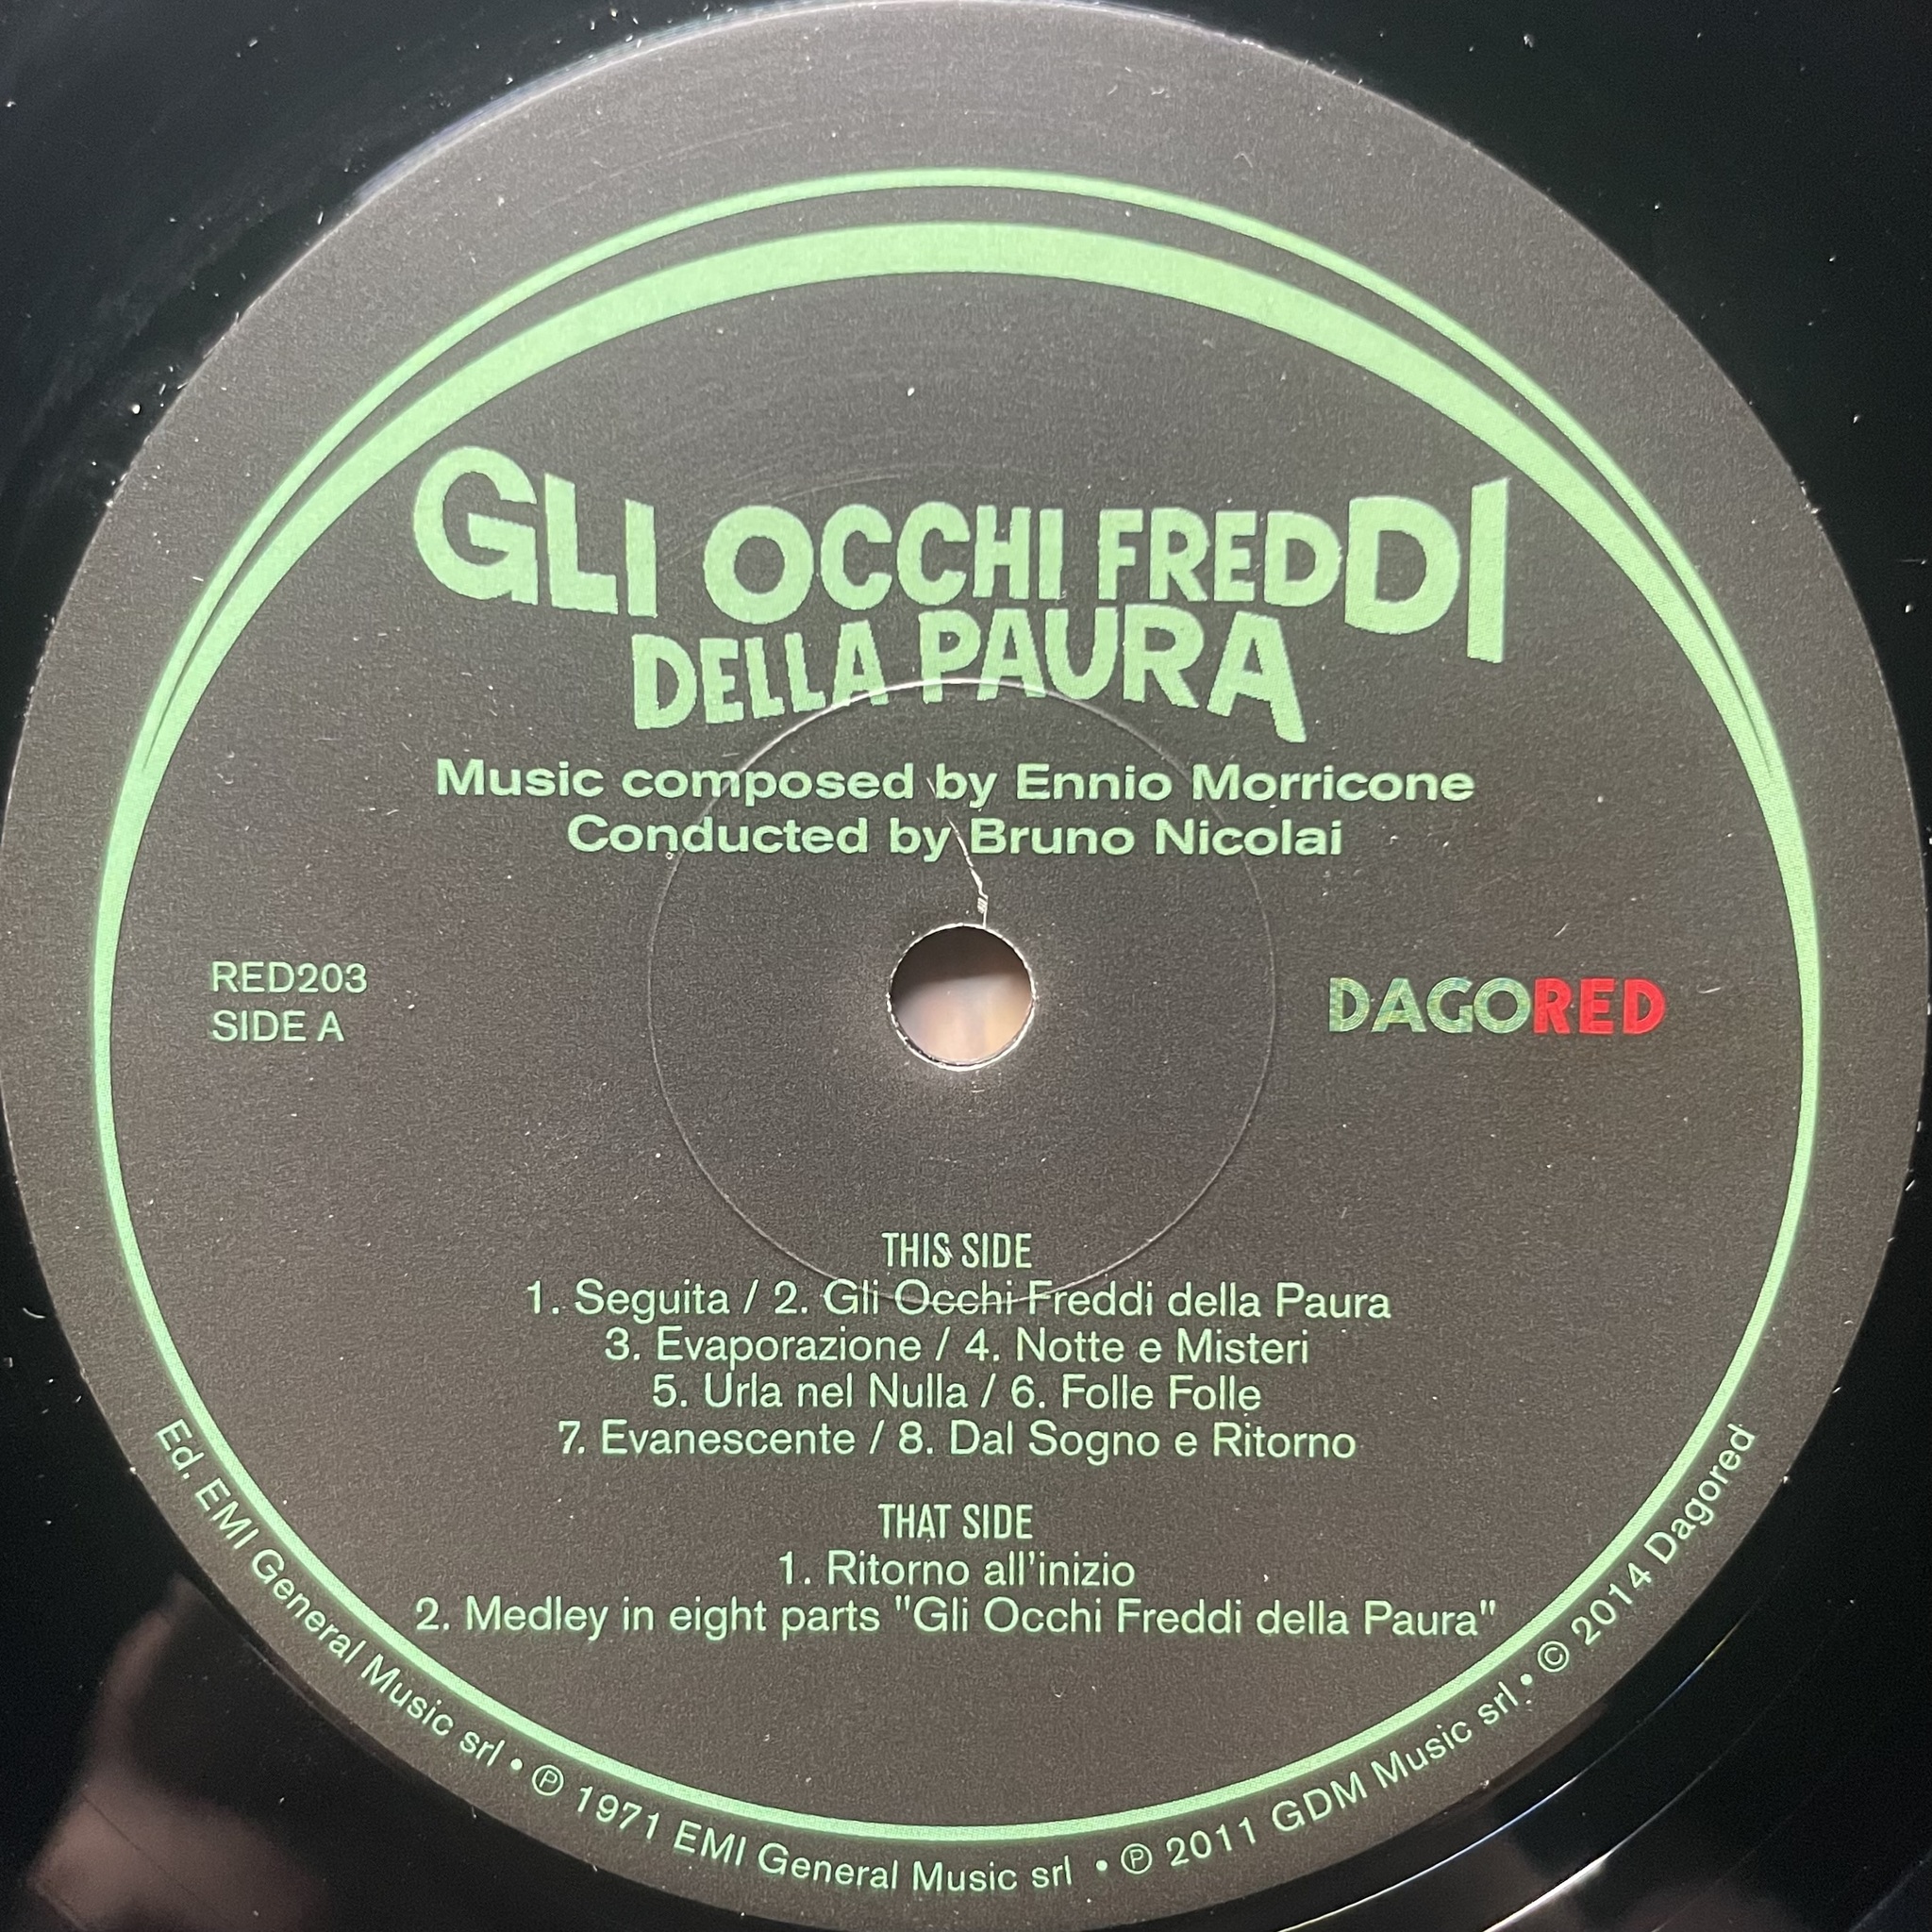 GLI OCCHI FREDDI
DELLA PAURA
Music composed by Ennio Morricone
Conducted by Bruno Nicolai
RED203
SIDE A
DAGORED
THIS SIDE
1. Seguita / 2. Gli Occhi Freddi della Paura
3. Evaporazione / 4. Notte e Misteri
5. Urla nel Nulla / 6. Folle Folle
7. Evanescente / 8. Dal Sogno e Ritorno
THAT SIDE
1. Ritorno all'inizio
2. Medley in eight parts "Gli Occhi Freddi della Paura"
Ed. EMI General Music srl • ℗ 1971 EMI General Music srl • ℗ 2011 GDM Music srl • © 2014 Dagored